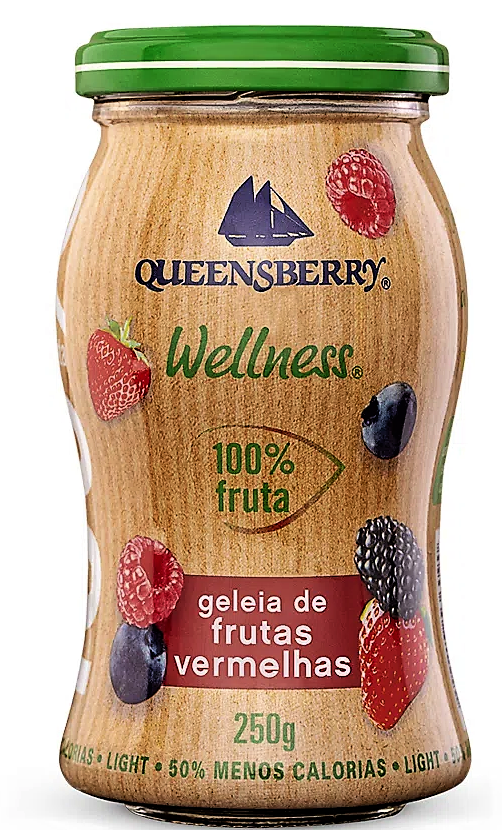 QUEENSBERRY®
Wellness®
100%
fruta
geleia de
frutas
vermelhas
250g
• LIGHT • 50% MENOS CALORIAS • LIGHT •